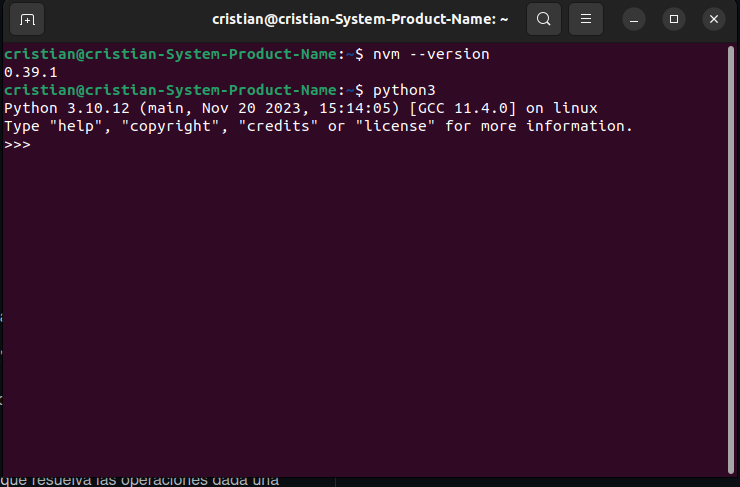 cristian@cristian-System-Product-Name: ~
cristian@cristian-System-Product-Name:~$ nvm --version
0.39.1
cristian@cristian-System-Product-Name:~$ python3
Python 3.10.12 (main, Nov 20 2023, 15:14:05) [GCC 11.4.0] on linux
Type "help", "copyright", "credits" or "license" for more information.
>>>
que resuelva las operaciones dada una